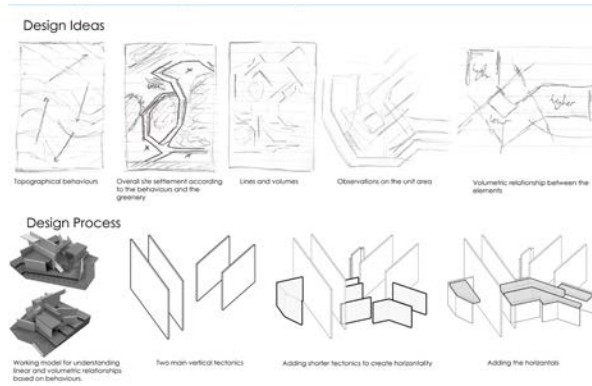 Design Ideas
Topographical behaviours
Overall site settlement
according to the
behaviours and the
greenery
Lines and volumes
Observations on the unit area
Volumetric relationship between the
elements
lower
higher
Design Process
Working model for understanding
linear and volumetric relationships
based on behaviours.
Two main vertical tectonics
Adding shorter tectonics to create horizontality
Adding the horizontals